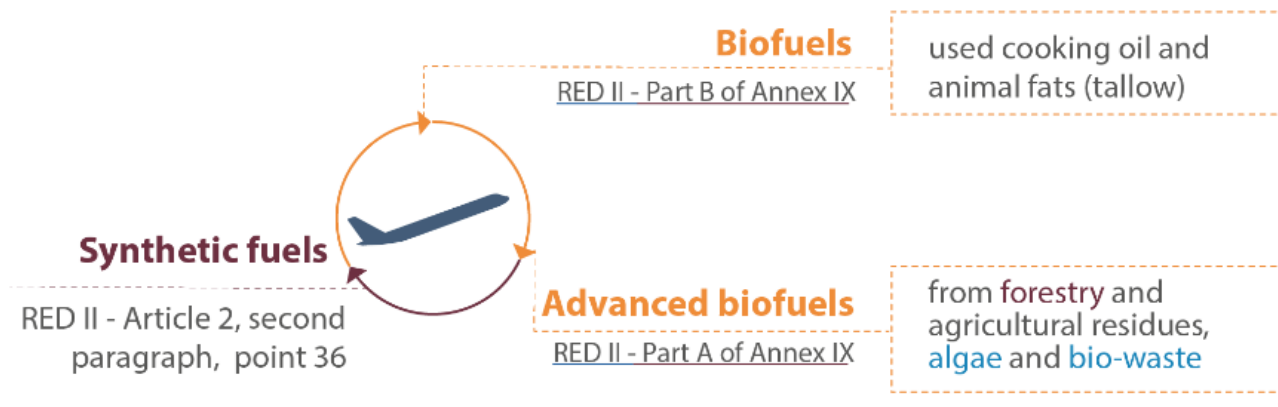 Biofuels
RED II - Part B of Annex IX
used cooking oil and
animal fats (tallow)
Synthetic fuels
RED II - Article 2, second
paragraph, point 36
Advanced biofuels
RED II - Part A of Annex IX
from forestry and
agricultural residues,
algae and bio-waste